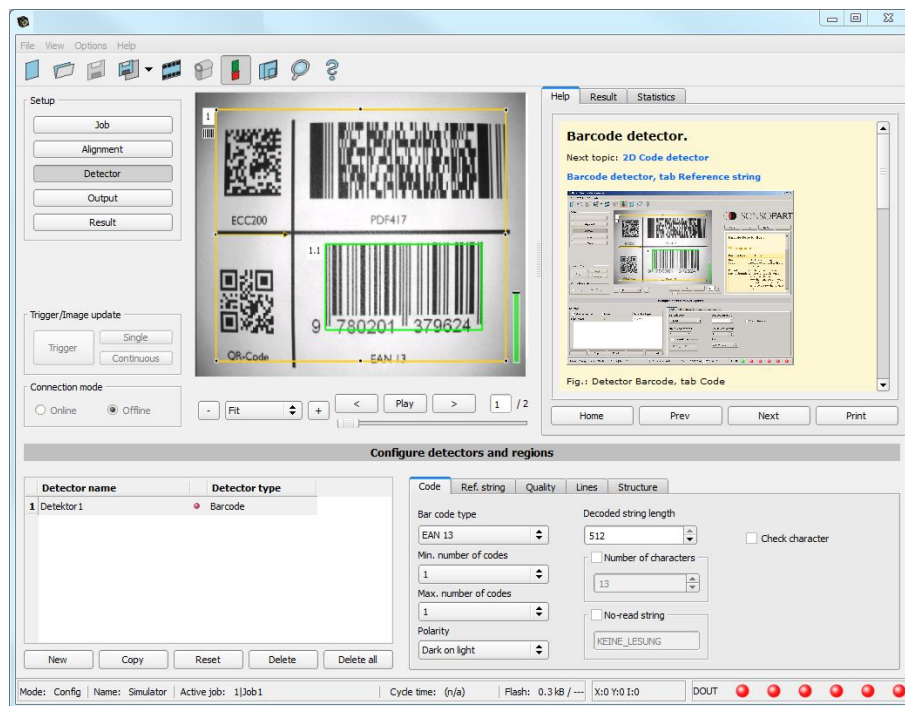 File View Options Help
Setup
Job
Alignment
Detector
Output
Result
Trigger/Image update
Trigger
Single
Continuous
Connection mode
Online Offline
1
ECC200
PDF417
1.1
9 780201 379624
QR-Code
EAN 13
- Fit + < Play > 1 / 2
Help Result Statistics
Barcode detector.
Next topic: 2D Code detector
Barcode detector, tab Reference string
SENSOPART
Fig.: Detector Barcode, tab Code
Home Prev Next Print
Configure detectors and regions
Detector name Detector type
1 Detektor1 Barcode
New Copy Reset Delete Delete all
Code Ref. string Quality Lines Structure
Bar code type
EAN 13
Min. number of codes
1
Max. number of codes
1
Polarity
Dark on light
Decoded string length
512
Number of characters
13
No-read string
KEINE_LESUNG
Check character
Mode: Config Name: Simulator Active job: 1|Job1 Cycle time: (n/a) Flash: 0.3 kB / --- X:0 Y:0 I:0 DOUT